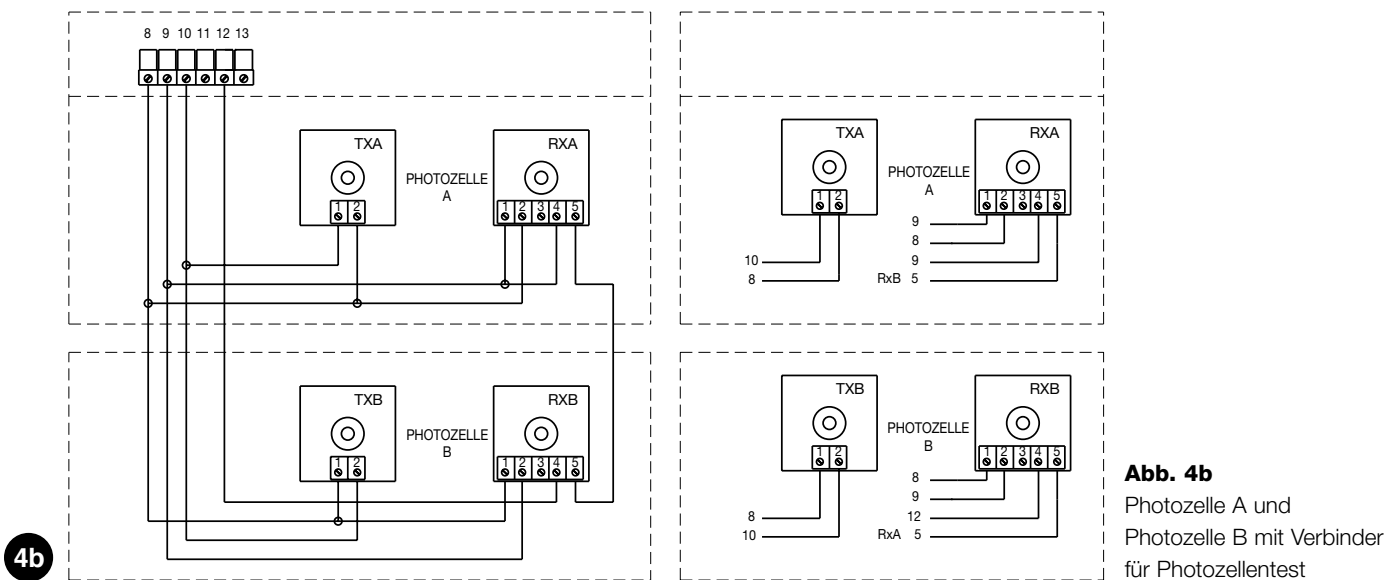 8 9 10 11 12 13
TXA
RXA
PHOTOZELLE
A
1 2
1 2 3 4 5
TXB
RXB
PHOTOZELLE
B
1 2
1 2 3 4 5
TXA
RXA
PHOTOZELLE
A
1 2
1 2 3 4 5
9
8
10
9
8
RxB 5
TXB
RXB
PHOTOZELLE
B
1 2
1 2 3 4 5
8
9
8
12
10
RxA 5
4b
Abb. 4b
Photozelle A und
Photozelle B mit Verbinder
für Photozellentest